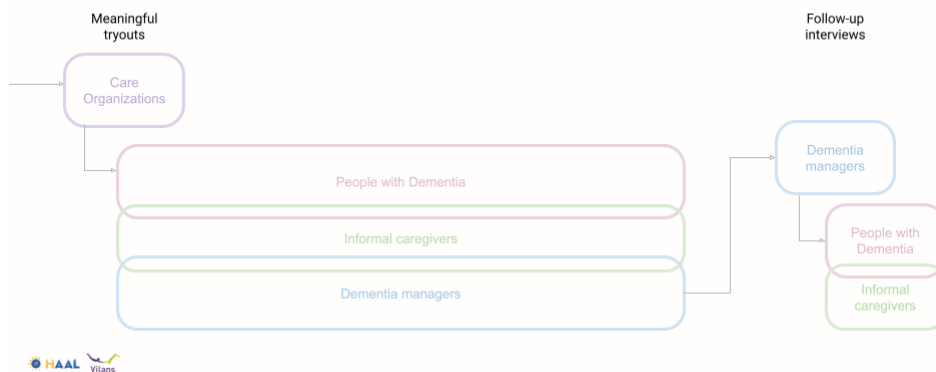 Meaningful
tryouts
Follow-up
interviews
Care
Organizations
People with Dementia
Informal caregivers
Dementia managers
Dementia
managers
People with
Dementia
Informal
caregivers
HAAL
Vilans